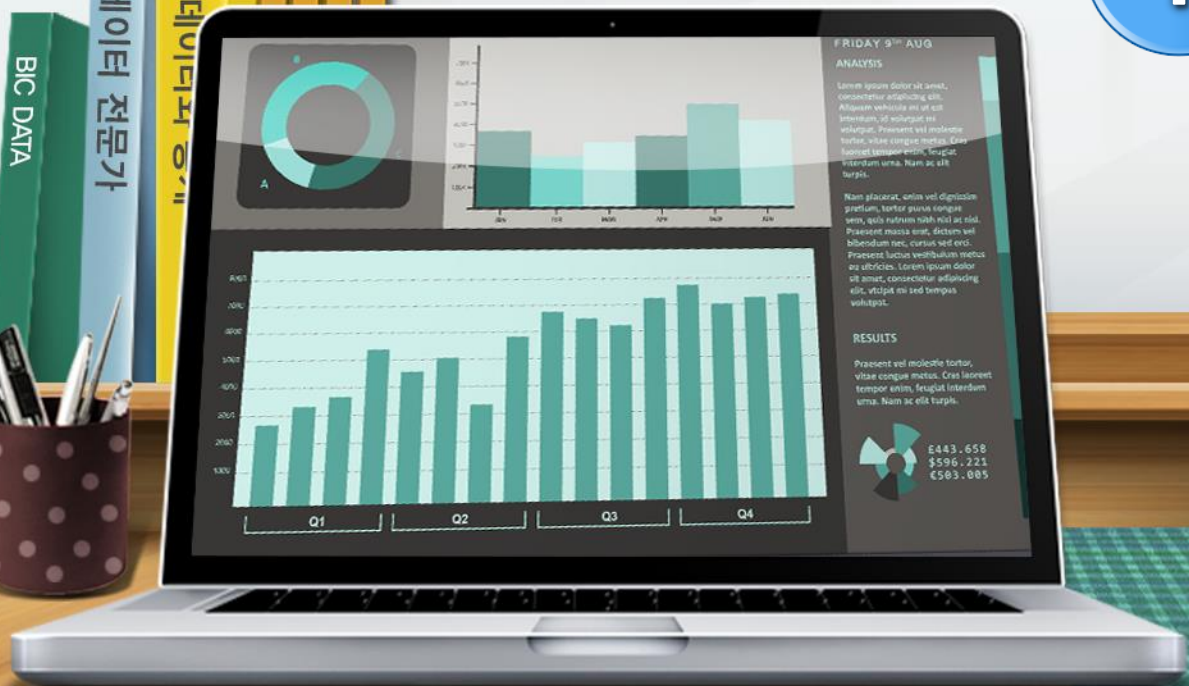 BIC DATA
이터 전문가
데이터와
B
A
C
FRIDAY 9TH AUG
ANALYSIS
Lorem ipsum dolor sit amet,
consectetur adipiscing elit.
Aliquam vehicula mi ut est
interdum, id volutpat mi
volutpat. Praesent vel molestie
tortor, vitae congue metus. Cras
laoreet tempor enim, feugiat
interdum urna. Nam ac elit
turpis.
Nam placerat, enim vel dignissim
pretium, tortor purus congue
sem, quis rutrum nibh nisl ac nisl.
Praesent massa erat, dictum vel
bibendum nec, cursus sed orci.
Praesent luctus vestibulum metus
eu ultricies. Lorem ipsum dolor
sit amet, consectetur adipiscing
elit, mi sed tempus
volutpat.
RESULTS
Praesent vel molestie tortor,
vitae congue metus. Cras laoreet
tempor enim, feugiat interdum
urna. Nam ac elit turpis.
£443.658
$596.221
€503.005
Q1
Q2
Q3
Q4